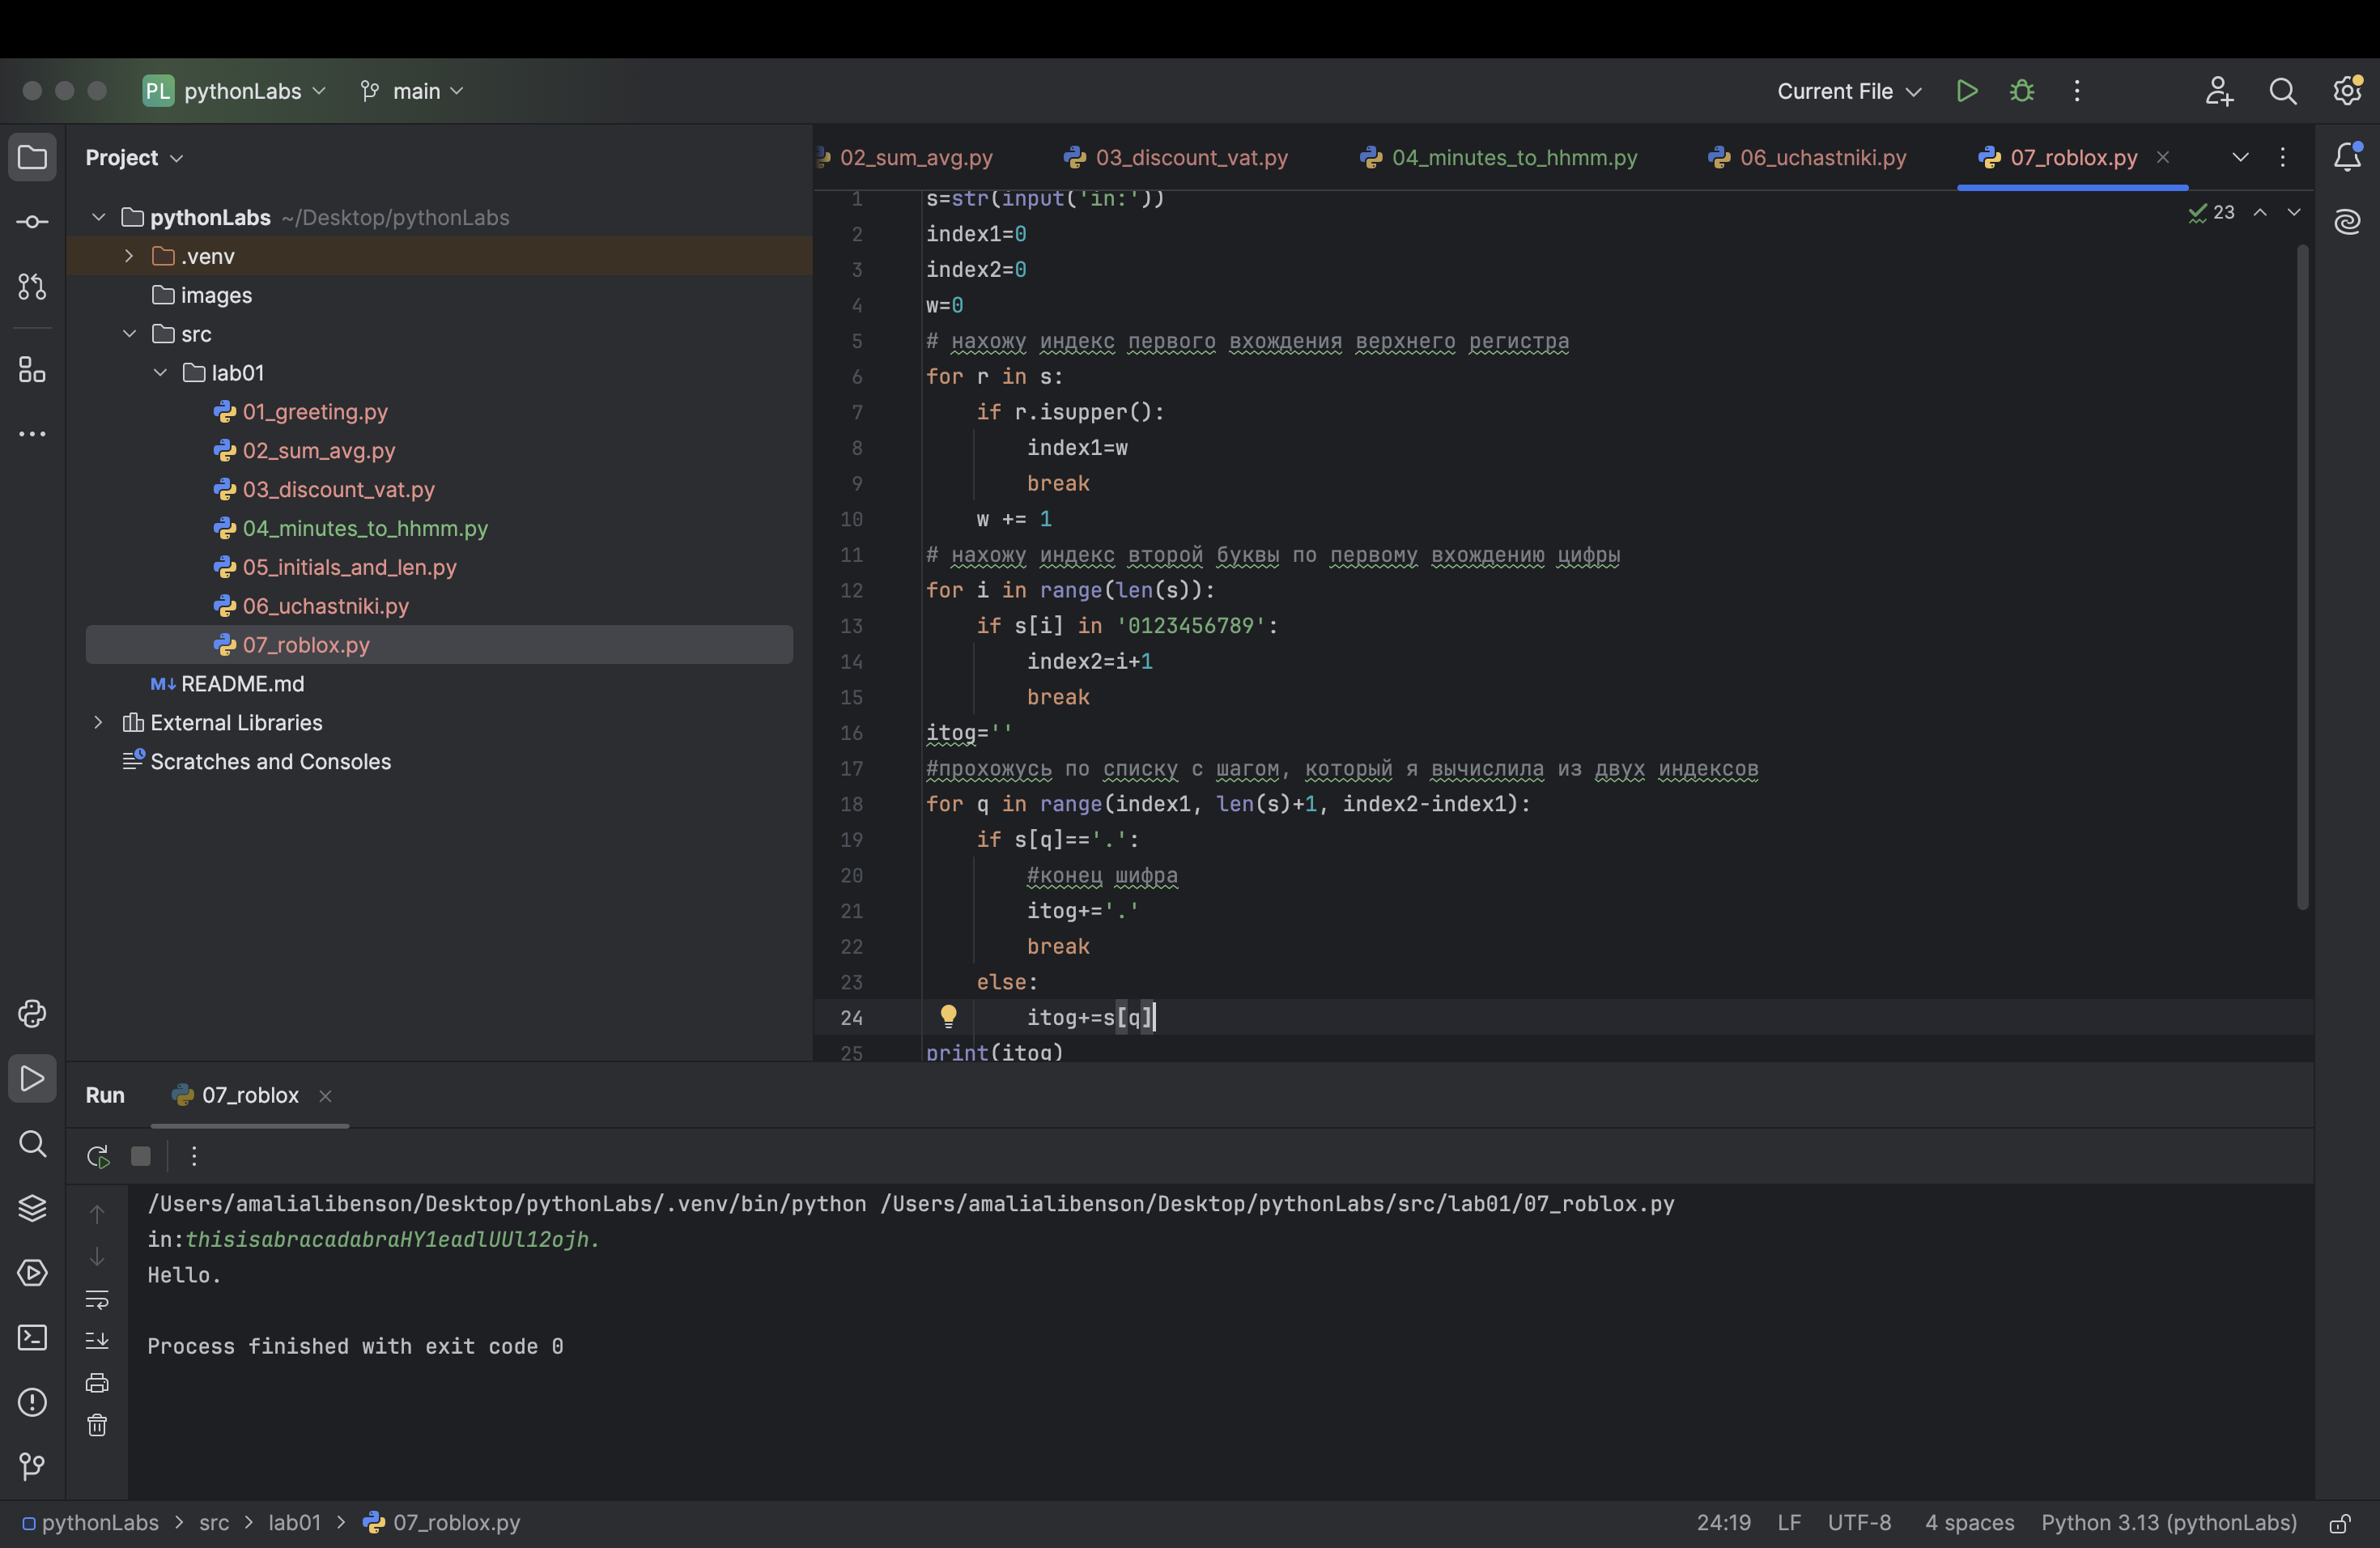 PL pythonLabs main Current File
Project
pythonLabs ~/Desktop/pythonLabs
.venv
images
src
lab01
01_greeting.py
02_sum_avg.py
03_discount_vat.py
04_minutes_to_hhmm.py
05_initials_and_len.py
06_uchastniki.py
07_roblox.py
M↓ README.md
External Libraries
Scratches and Consoles
02_sum_avg.py 03_discount_vat.py 04_minutes_to_hhmm.py 06_uchastniki.py 07_roblox.py
23
1 s=str(input('in:'))
2 index1=0
3 index2=0
4 w=0
5 # нахожу индекс первого вхождения верхнего регистра
6 for r in s:
7 if r.isupper():
8 index1=w
9 break
10 w += 1
11 # нахожу индекс второй буквы по первому вхождению цифры
12 for i in range(len(s)):
13 if s[i] in '0123456789':
14 index2=i+1
15 break
16 itog=''
17 #прохожусь по списку с шагом, который я вычислила из двух индексов
18 for q in range(index1, len(s)+1, index2-index1):
19 if s[q]=='.':
20 #конец шифра
21 itog+='.'
22 break
23 else:
24 itog+=s[q]
25 print(itog)
Run 07_roblox
/Users/amalialibenson/Desktop/pythonLabs/.venv/bin/python /Users/amalialibenson/Desktop/pythonLabs/src/lab01/07_roblox.py
in:thisisabracadabraHY1eadlUUl12ojh.
Hello.
Process finished with exit code 0
pythonLabs > src > lab01 > 07_roblox.py 24:19 LF UTF-8 4 spaces Python 3.13 (pythonLabs)